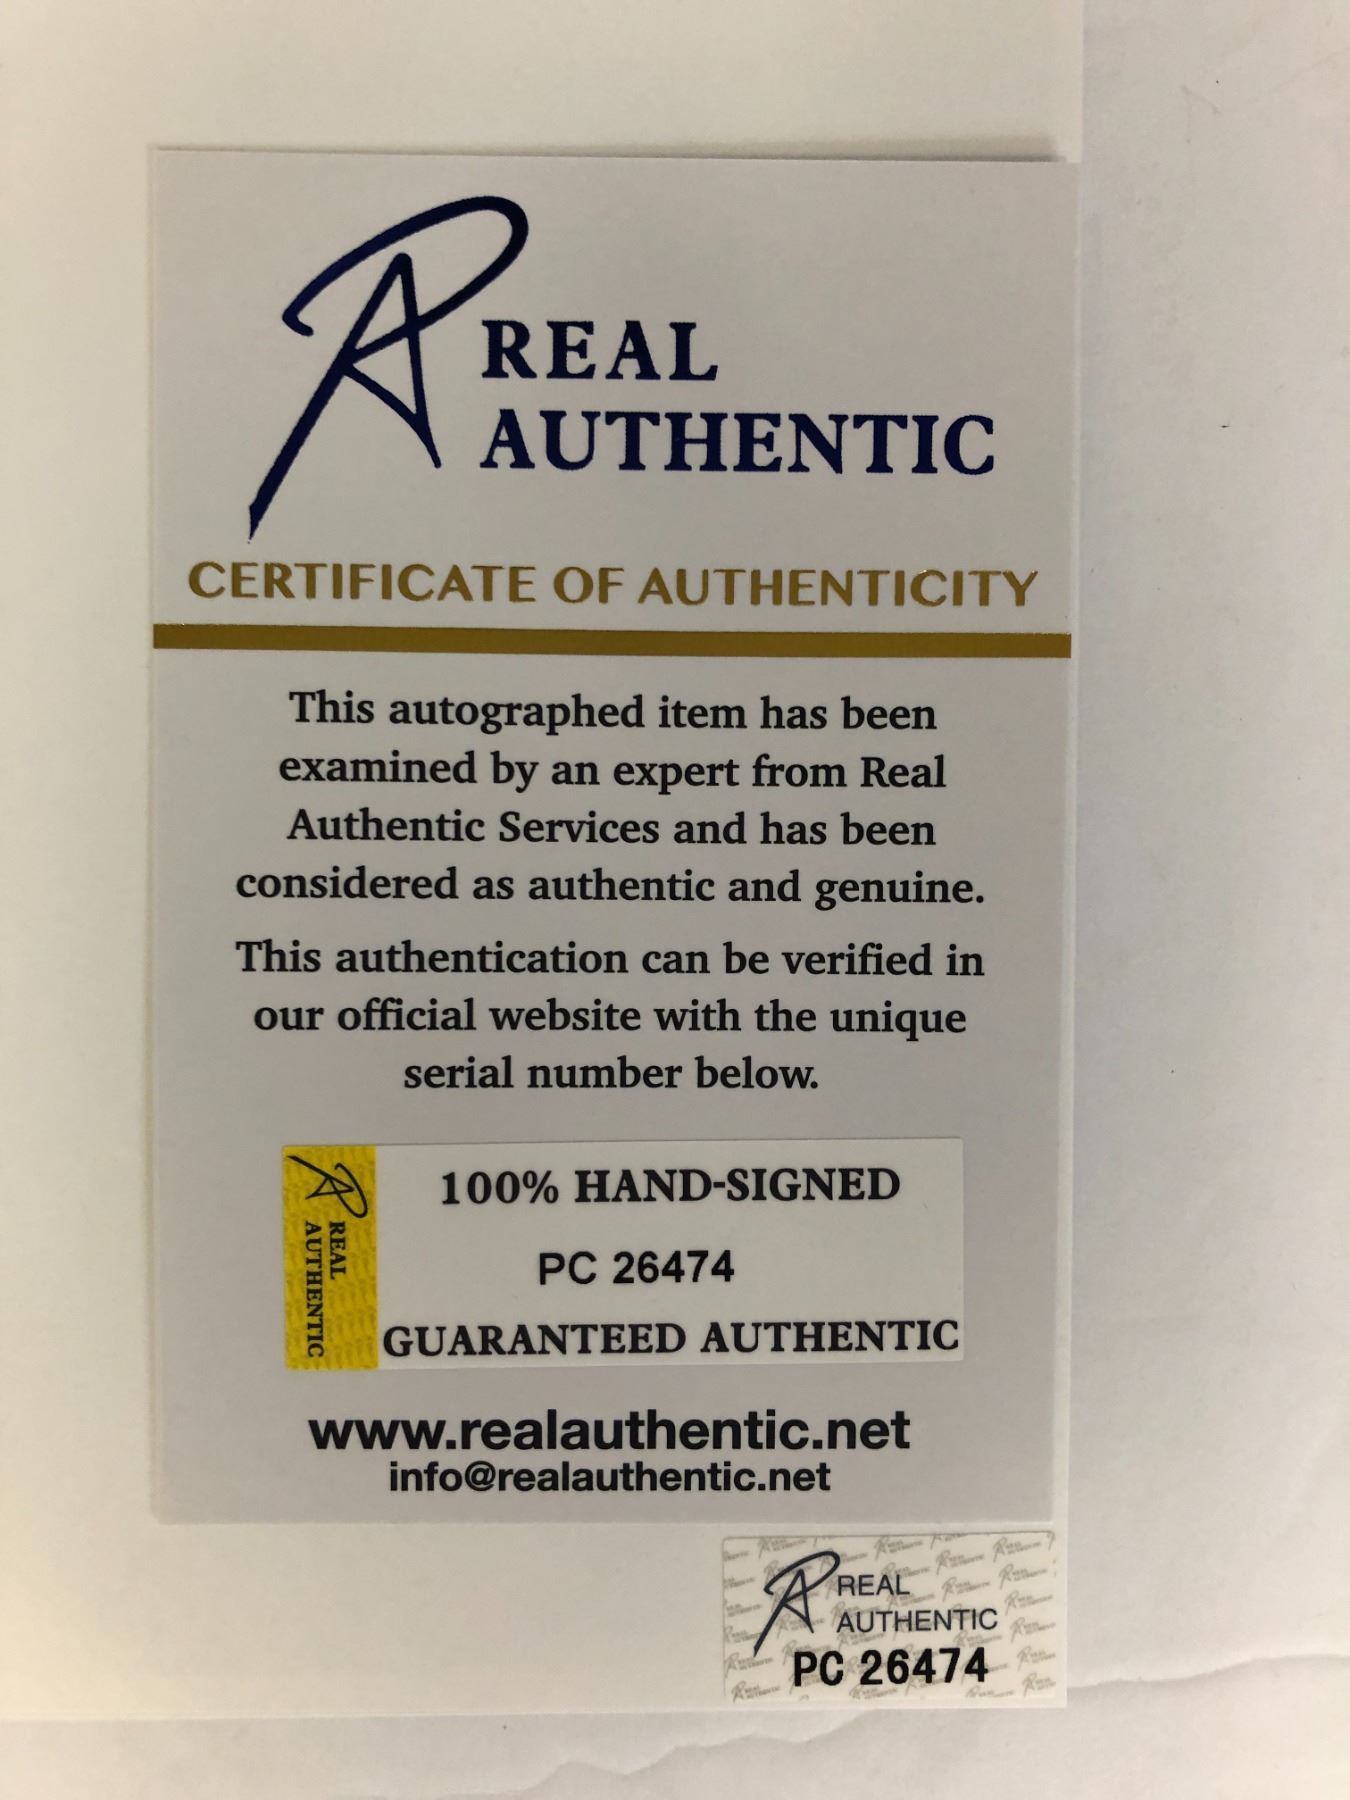 REAL
AUTHENTIC
CERTIFICATE OF AUTHENTICITY
This autographed item has been
examined by an expert from Real
Authentic Services and has been
considered as authentic and genuine.
This authentication can be verified in
our official website with the unique
serial number below.
REAL
AUTHENTIC
100% HAND-SIGNED
PC 26474
GUARANTEED AUTHENTIC
www.realauthentic.net
info@realauthentic.net
REAL
AUTHENTIC
PC 26474